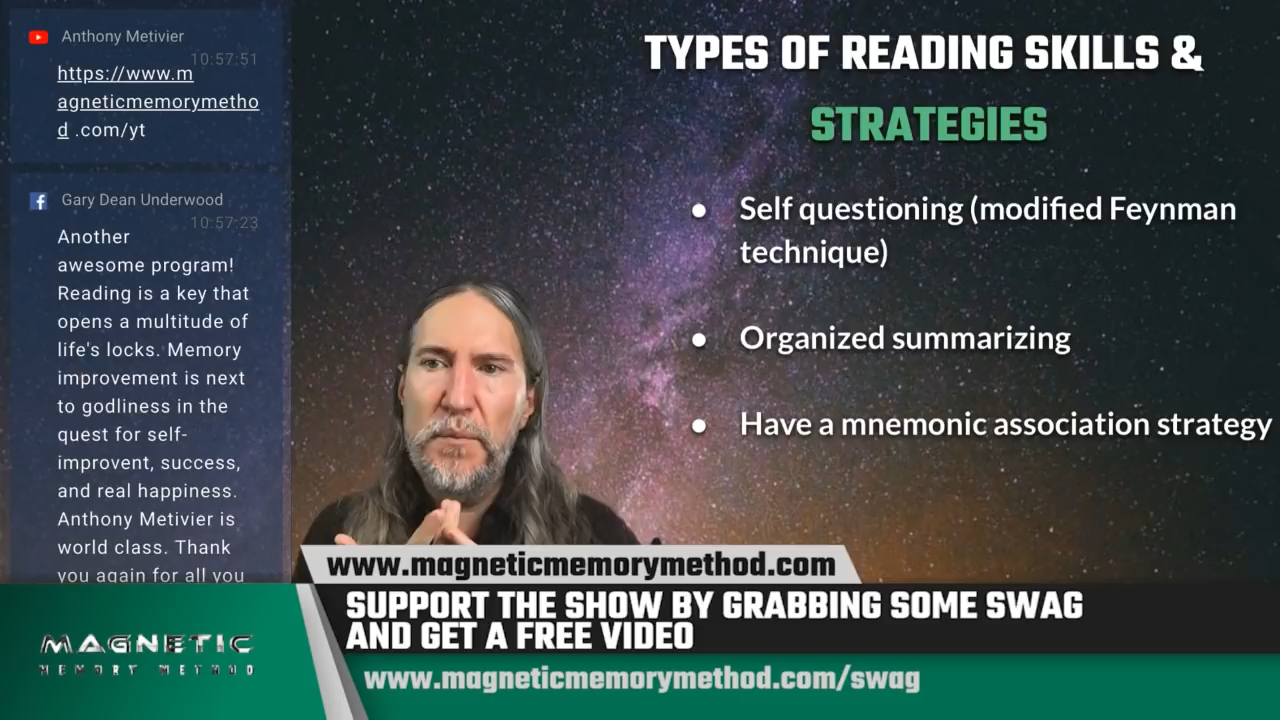 Anthony Metivier
10:57:51
https://www.m
agneticmemorymetho
d .com/yt
Gary Dean Underwood
10:57:23
Another
awesome program!
Reading is a key that
opens a multitude of
life's locks. Memory
improvement is next
to godliness in the
quest for self-
improvent, success,
and real happiness.
Anthony Metivier is
world class. Thank
you again for all you
TYPES OF READING SKILLS &
STRATEGIES
● Self questioning (modified Feynman
technique)
● Organized summarizing
● Have a mnemonic association strategy
www.magneticmemorymethod.com
SUPPORT THE SHOW BY GRABBING SOME SWAG
AND GET A FREE VIDEO
www.magneticmemorymethod.com/swag
MAGNETIC
MEMORY METHOD